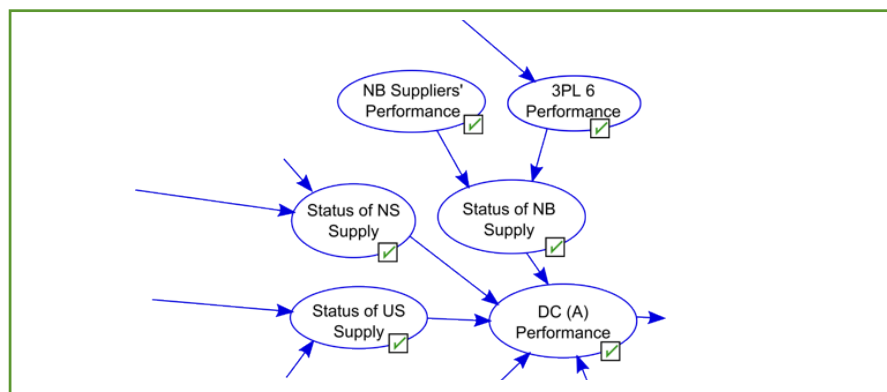 NB Suppliers'
Performance
3PL 6
Performance
Status of NS
Supply
Status of NB
Supply
Status of US
Supply
DC (A)
Performance